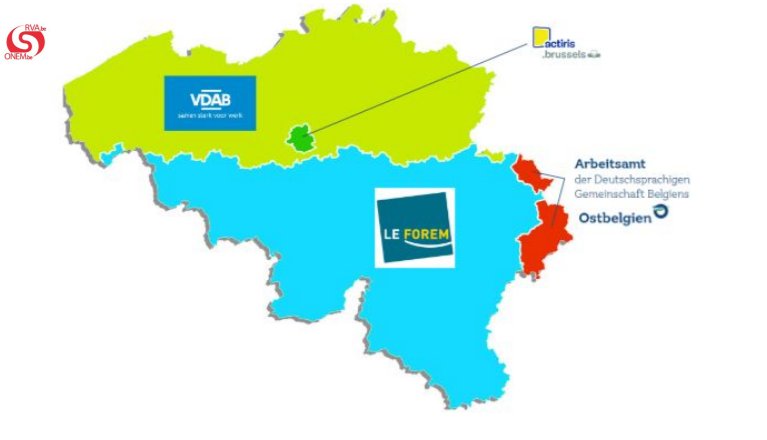 RVA.be
ONEM.be
actiris
.brussels
VDAB
samen sterk voor werk
Arbeitsamt
der Deutschsprachigen
Gemeinschaft Belgiens
Ostbelgien
LE FOREM